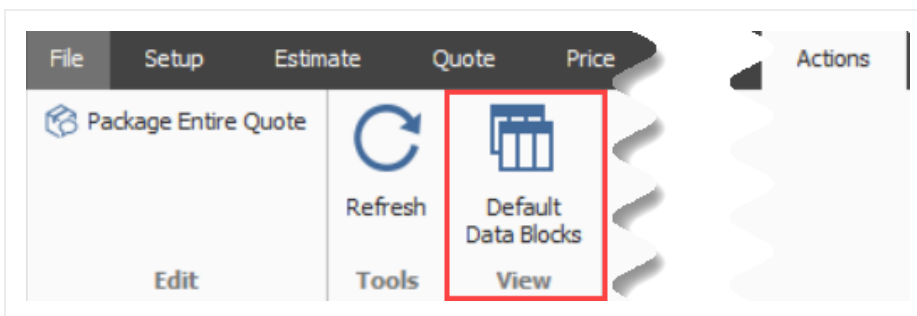 File Setup Estimate Quote Price Actions
Package Entire Quote
Refresh
Default
Data Blocks
Edit Tools View